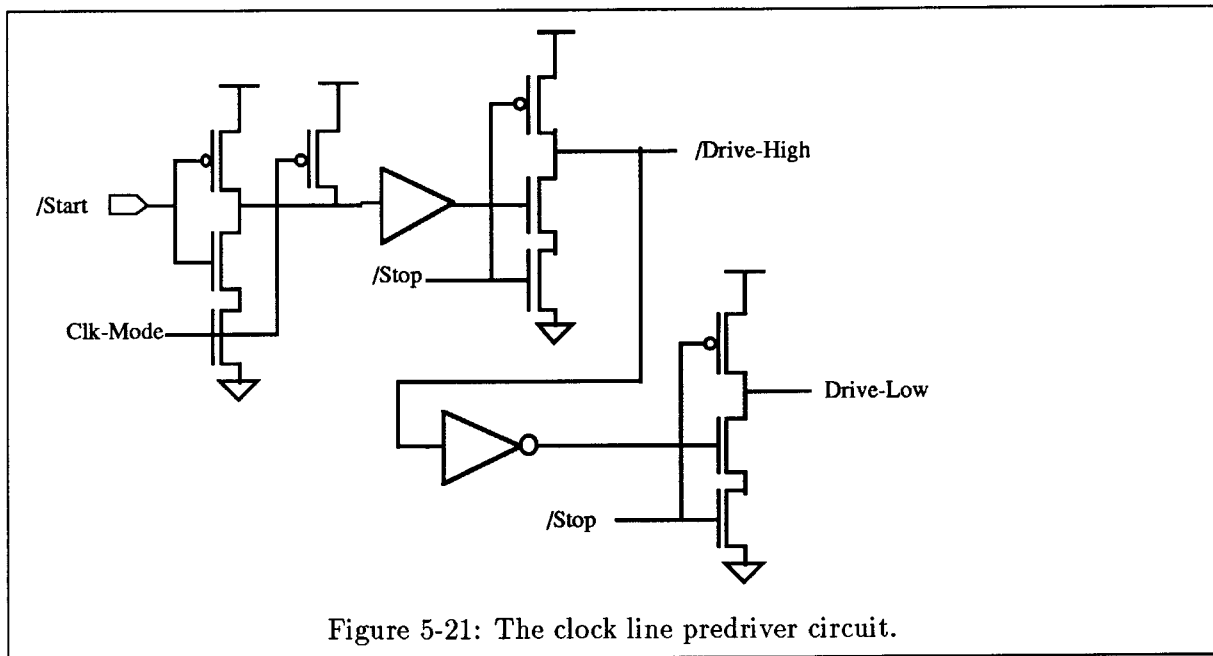 /Drive-High
/Start
/Stop
Clk-Mode
Drive-Low
/Stop
Figure 5-21: The clock line predriver circuit.